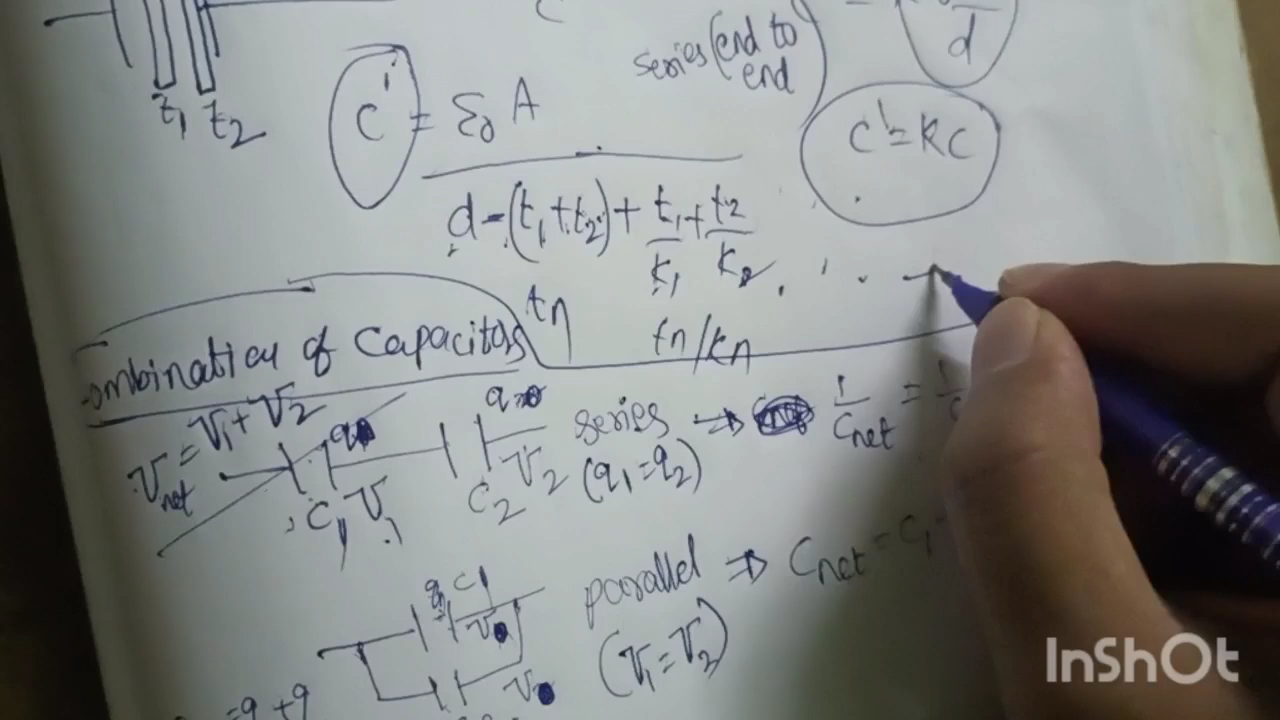 C
d
series (end to
end
t1 t2
C' = ε0 A
C' = KC
d - (t1 + t2) + t1/k1 + t2/k2 . . . -
tn
tn/kn
ombination of Capacitors
Vnet = V1 + V2
series ⇒ 1/Cnet = 1
(q1 = q2)
C1 V1
C2 V2
q C1
V
parallel ⇒ Cnet = C1
(V1 = V2)
V
= q + q
InShOt